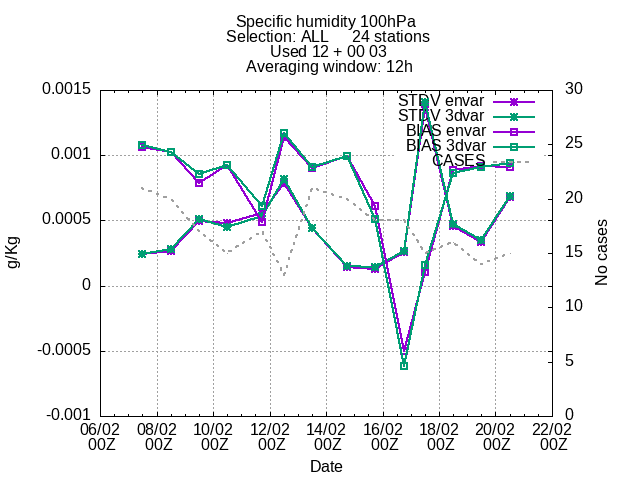 Specific humidity 100hPa
Selection: ALL 24 stations
Used 12 + 00 03
Averaging window: 12h
STDV envar
STDV 3dvar
BIAS envar
BIAS 3dvar
CASES
0.0015
0.001
0.0005
0
-0.0005
-0.001
g/Kg
30
25
20
15
10
5
0
No cases
06/02 08/02 10/02 12/02 14/02 16/02 18/02 20/02 22/02
00Z 00Z 00Z 00Z 00Z 00Z 00Z 00Z 00Z
Date